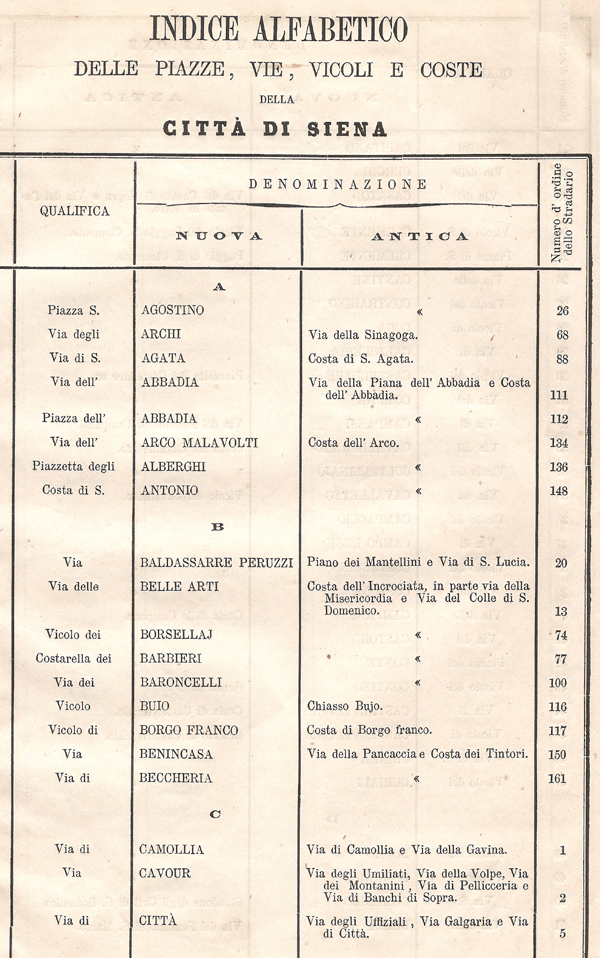 INDICE ALFABETICO
DELLE PIAZZE, VIE, VICOLI E COSTE
DELLA
CITTÀ DI SIENA
QUALIFICA
DENOMINAZIONE
NUOVA
ANTICA
Numero d' ordine
dello Stradario
A
Piazza S. AGOSTINO « 26
Via degli ARCHI Via della Sinagoga. 68
Via di S. AGATA Costa di S. Agata. 88
Via dell' ABBADIA Via della Piana dell' Abbadia e Costa
dell' Abbadia. 111
Piazza dell' ABBADIA « 112
Via dell' ARCO MALAVOLTI Costa dell' Arco. 134
Piazzetta degli ALBERGHI « 136
Costa di S. ANTONIO « 148
B
Via BALDASSARRE PERUZZI Piano dei Mantellini e Via di S. Lucia. 20
Via delle BELLE ARTI Costa dell' Incrociata, in parte via della
Misericordia e Via del Colle di S.
Domenico. 13
Vicolo dei BORSELLAJ « 74
Costarella dei BARBIERI « 77
Via dei BARONCELLI « 100
Vicolo BUIO Chiasso Bujo. 116
Vicolo di BORGO FRANCO Costa di Borgo franco. 117
Via BENINCASA Via della Pancaccia e Costa dei Tintori. 150
Via di BECCHERIA « 161
C
Via di CAMOLLIA Via di Camollia e Via della Gavina. 1
Via CAVOUR Via degli Umiliati, Via della Volpe, Via
dei Montanini, Via di Pellicceria e
Via di Banchi di Sopra. 2
Via di CITTÀ Via degli Uffiziali, Via Galgaria e Via
di Città. 5